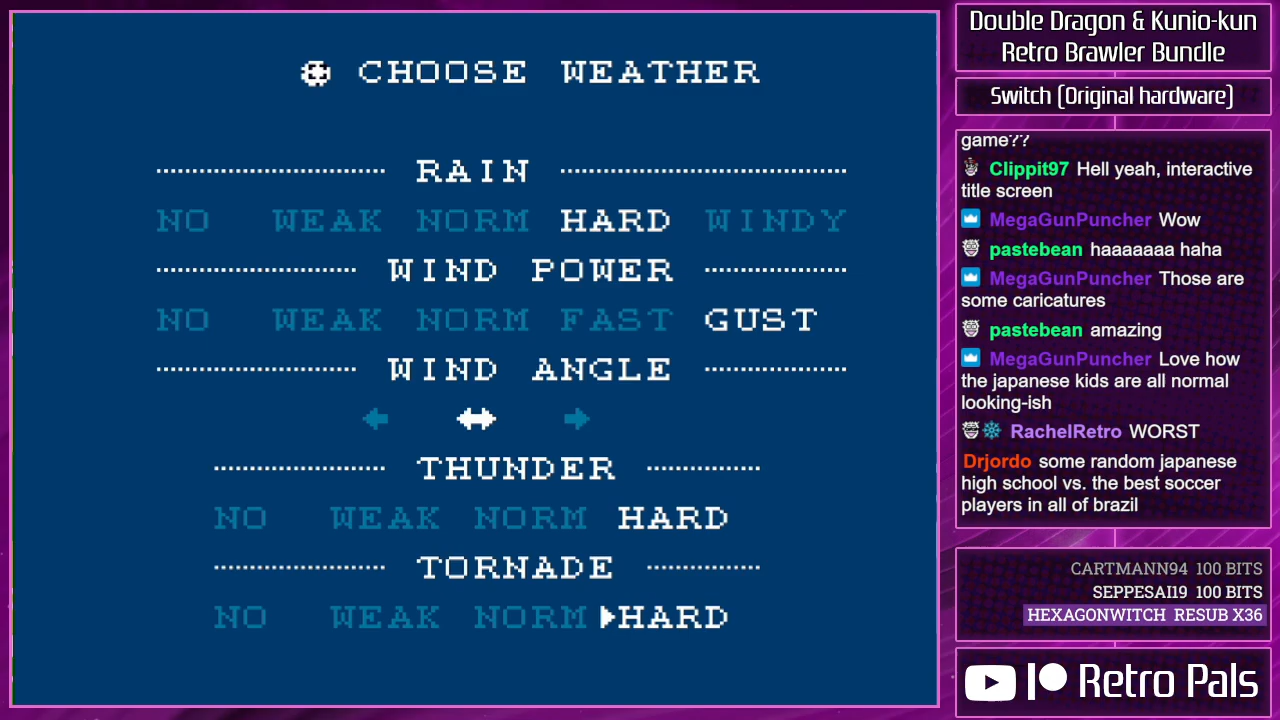 CHOOSE WEATHER
RAIN
NO WEAK NORM HARD WINDY
WIND POWER
NO WEAK NORM FAST GUST
WIND ANGLE
THUNDER
NO WEAK NORM HARD
TORNADE
NO WEAK NORM HARD
Double Dragon & Kunio-kun
Retro Brawler Bundle
Switch (Original hardware)
game??
Clippit97 Hell yeah, interactive
title screen
MegaGunPuncher Wow
pastebean haaaaaaa haha
MegaGunPuncher Those are
some caricatures
pastebean amazing
MegaGunPuncher Love how
the japanese kids are all normal
looking-ish
RachelRetro WORST
Drjordo some random japanese
high school vs. the best soccer
players in all of brazil
CARTMANN94 100 BITS
SEPPESAI19 100 BITS
HEXAGONWITCH RESUB X36
Retro Pals